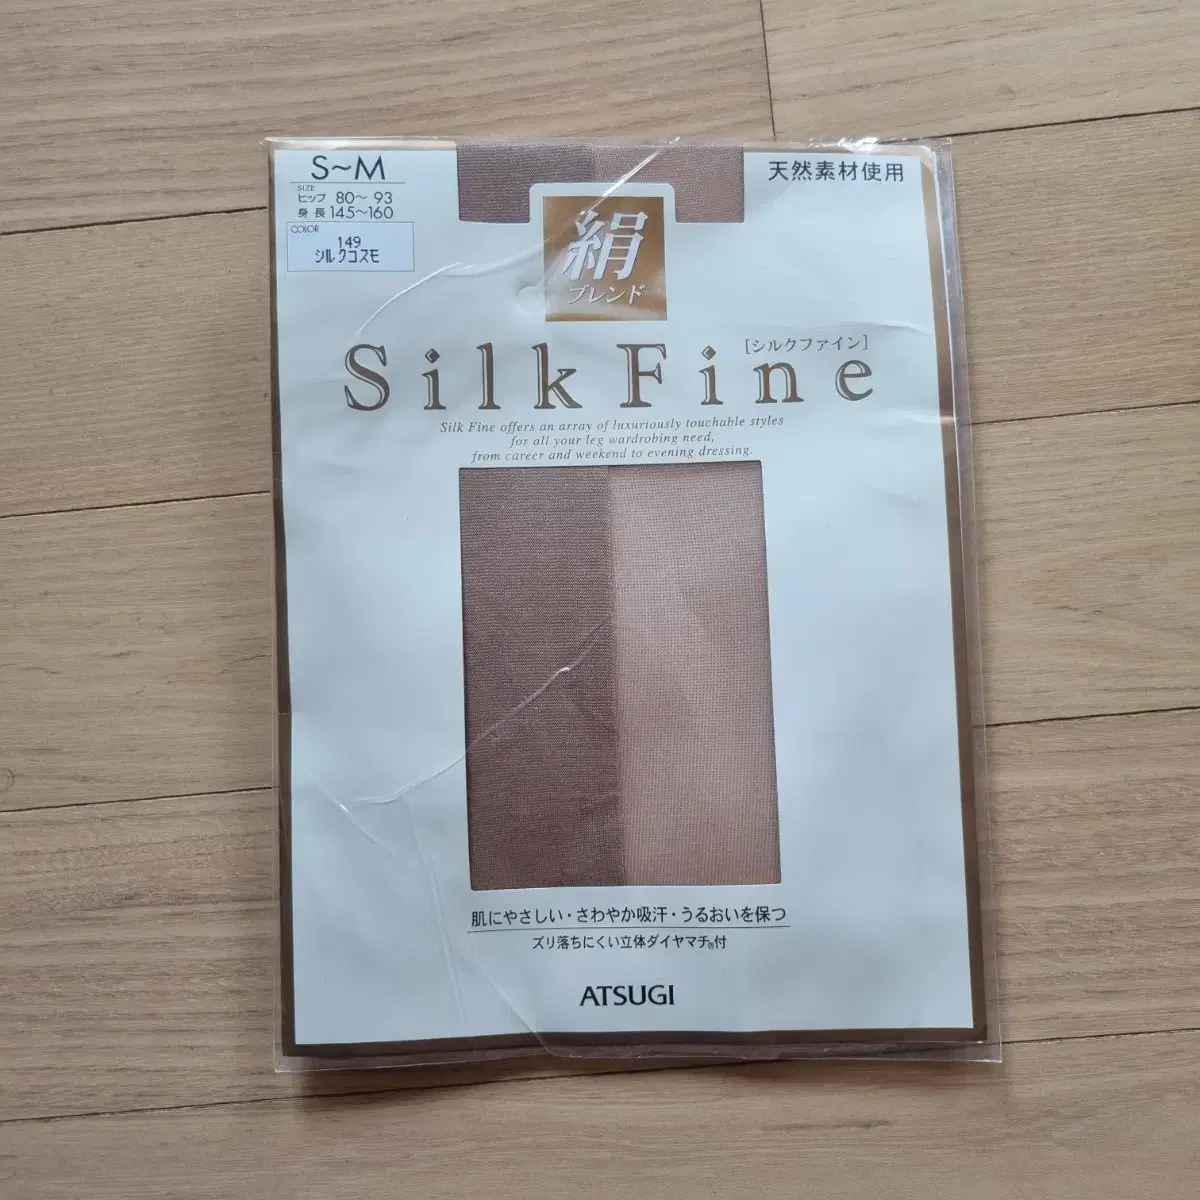 S~M
SIZE
ヒップ 80~ 93
身 長 145~160
COLOR
149
シルクコスモ
天然素材使用
絹
ブレンド
[シルクファイン]
Silk Fine
Silk Fine offers an array of luxuriously touchable styles
for all your leg wardrobing need,
from career and weekend to evening dressing.
肌にやさしい・さわやか吸汗・うるおいを保つ
ズリ落ちにくい立体ダイヤマチ®付
ATSUGI